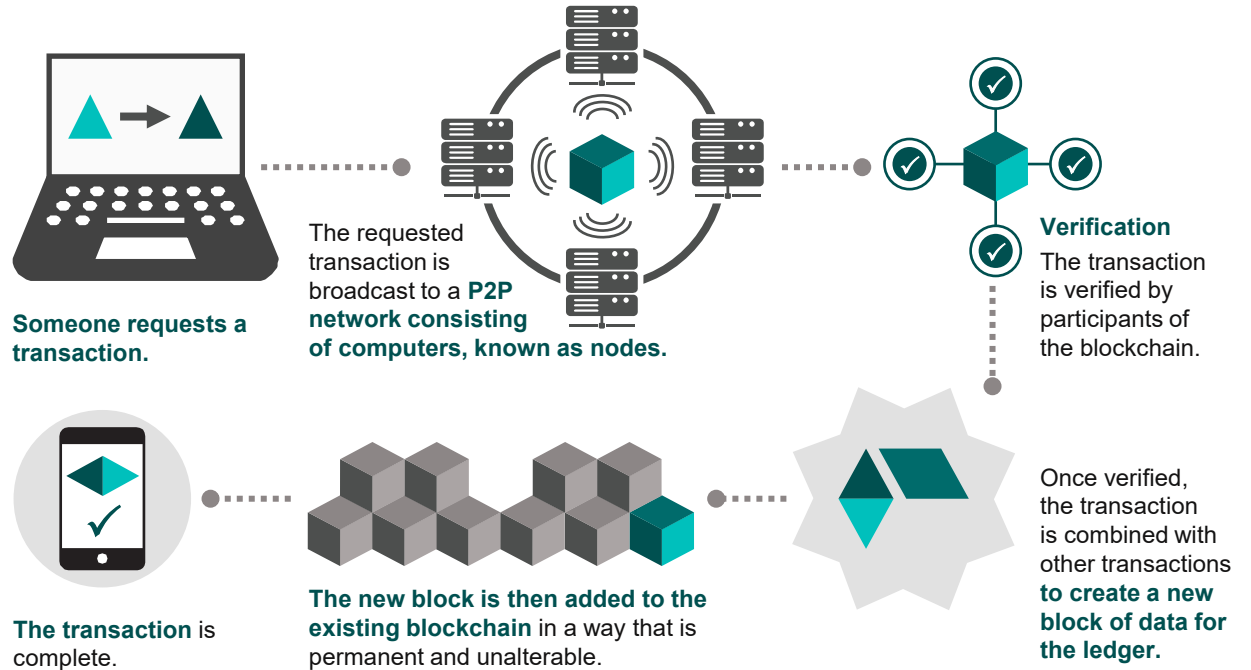 Someone requests a
transaction.
The requested
transaction is
broadcast to a P2P
network consisting
of computers, known as nodes.
Verification
The transaction
is verified by
participants of
the blockchain.
Once verified,
the transaction
is combined with
other transactions
to create a new
block of data for
the ledger.
The new block is then added to the
existing blockchain in a way that is
permanent and unalterable.
The transaction is
complete.